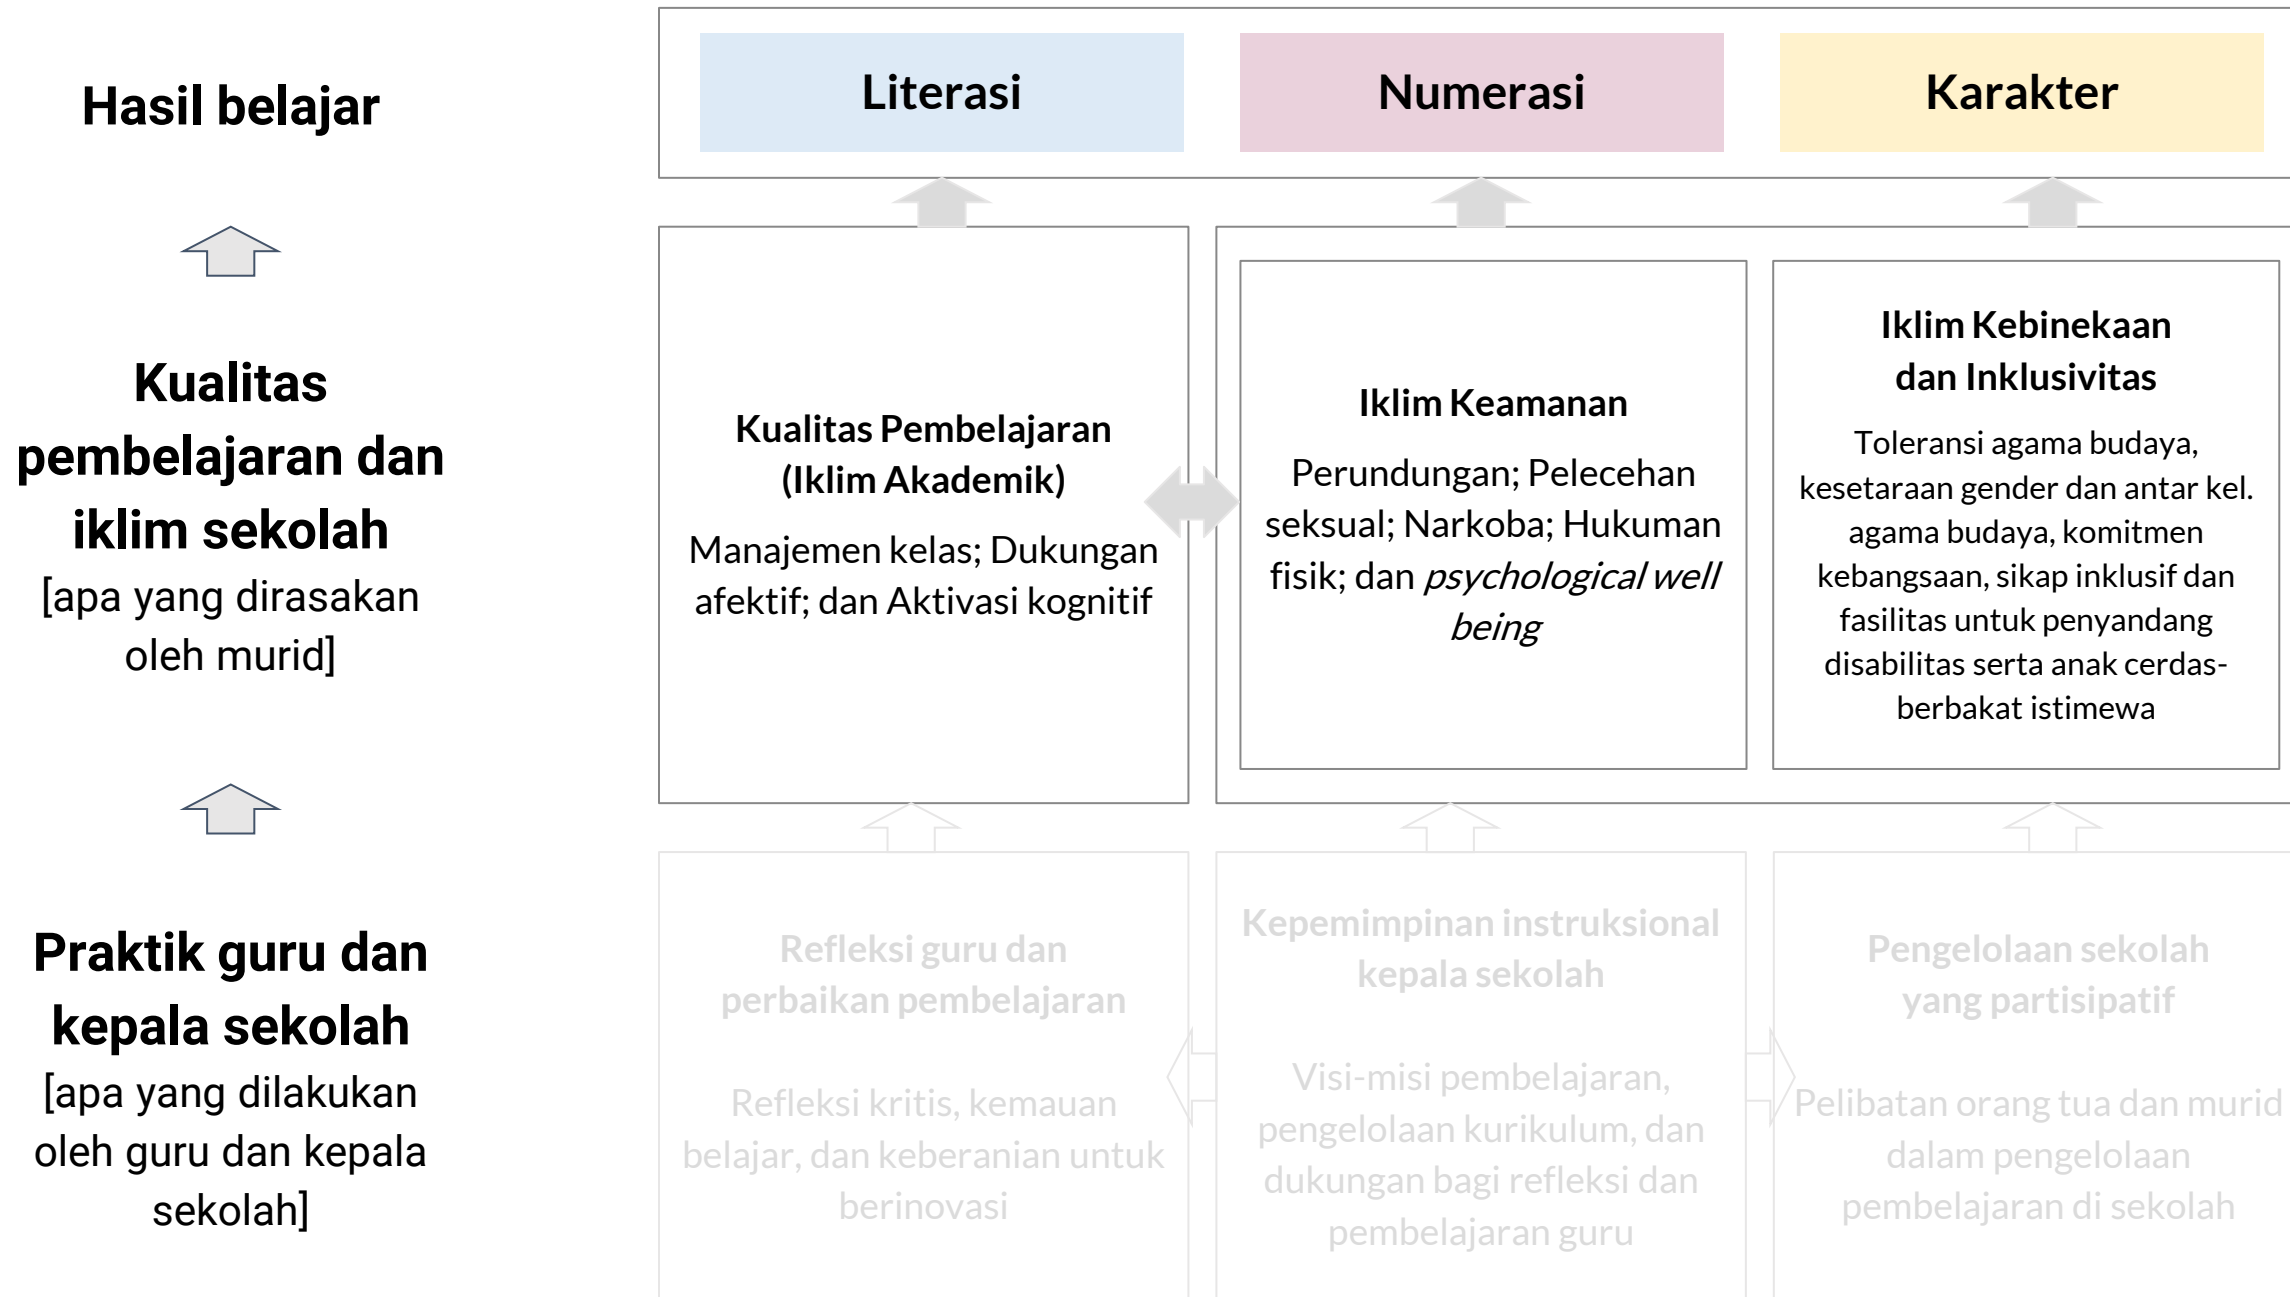 Hasil belajar
Literasi
Numerasi
Karakter
Kualitas
pembelajaran dan
iklim sekolah
[apa yang dirasakan
oleh murid]
Kualitas Pembelajaran
(Iklim Akademik)
Manajemen kelas; Dukungan
afektif; dan Aktivasi kognitif
Iklim Keamanan
Perundungan; Pelecehan
seksual; Narkoba; Hukuman
fisik; dan psychological well
being
Iklim Kebinekaan
dan Inklusivitas
Toleransi agama budaya,
kesetaraan gender dan antar kel.
agama budaya, komitmen
kebangsaan, sikap inklusif dan
fasilitas untuk penyandang
disabilitas serta anak cerdas-
berbakat istimewa
Praktik guru dan
kepala sekolah
[apa yang dilakukan
oleh guru dan kepala
sekolah]
Refleksi guru dan
perbaikan pembelajaran
Refleksi kritis, kemauan
belajar, dan keberanian untuk
berinovasi
Kepemimpinan instruksional
kepala sekolah
Visi-misi pembelajaran,
pengelolaan kurikulum, dan
dukungan bagi refleksi dan
pembelajaran guru
Pengelolaan sekolah
yang partisipatif
Pelibatan orang tua dan murid
dalam pengelolaan
pembelajaran di sekolah